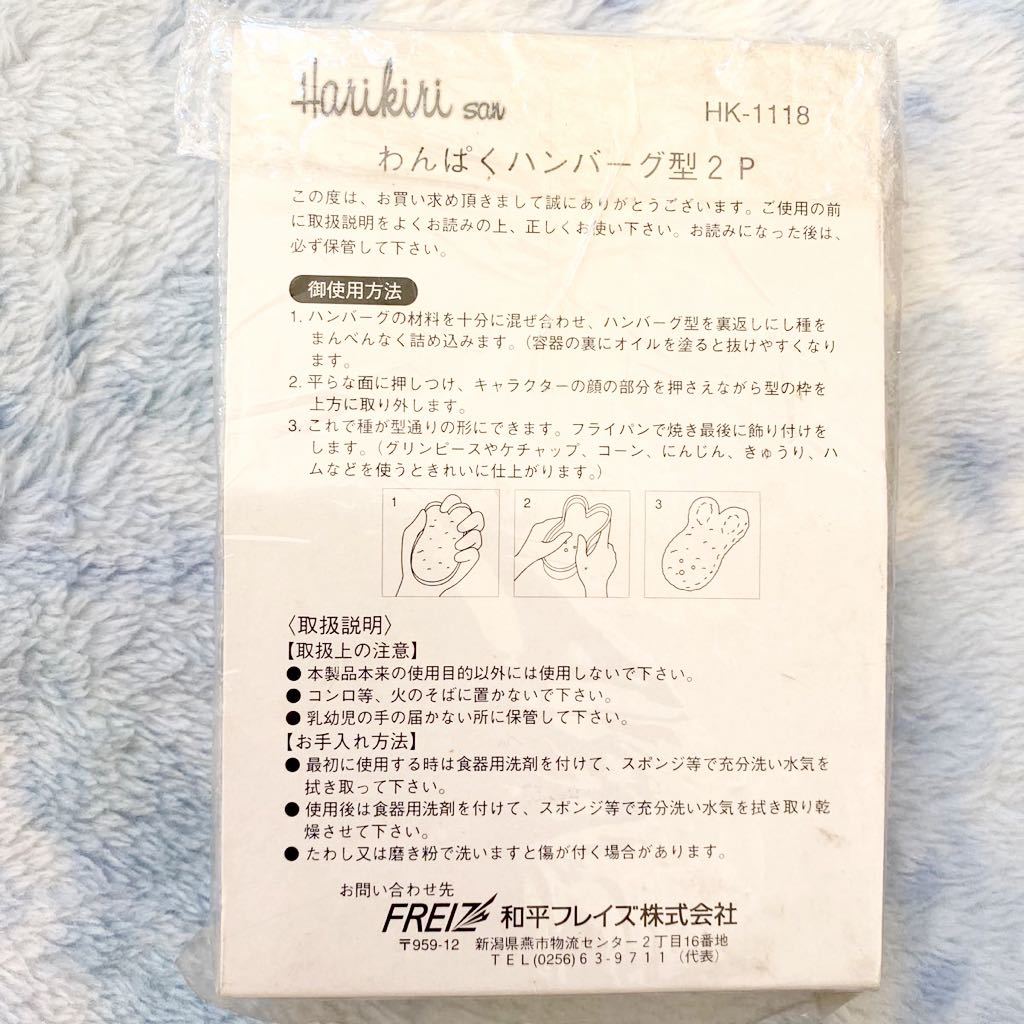 Harikiri san
HK-1118
わんぱくハンバーグ型２Ｐ
この度は、お買い求め頂きまして誠にありがとうございます。ご使用の前
に取扱説明をよくお読みの上、正しくお使い下さい。お読みになった後は、
必ず保管して下さい。
御使用方法
1. ハンバーグの材料を十分に混ぜ合わせ、ハンバーグ型を裏返しにし種を
まんべんなく詰め込みます。（容器の裏にオイルを塗ると抜けやすくなり
ます。
2. 平らな面に押しつけ、キャラクターの顔の部分を押さえながら型の枠を
上方に取り外します。
3. これで種が型通りの形にできます。フライパンで焼き最後に飾り付けを
します。（グリンピースやケチャップ、コーン、にんじん、きゅうり、ハ
ムなどを使うときれいに仕上がります。）
1 2 3
〈取扱説明〉
【取扱上の注意】
● 本製品本来の使用目的以外には使用しないで下さい。
● コンロ等、火のそばに置かないで下さい。
● 乳幼児の手の届かない所に保管して下さい。
【お手入れ方法】
● 最初に使用する時は食器用洗剤を付けて、スポンジ等で充分洗い水気を
拭き取って下さい。
● 使用後は食器用洗剤を付けて、スポンジ等で充分洗い水気を拭き取り乾
燥させて下さい。
● たわし又は磨き粉で洗いますと傷が付く場合があります。
お問い合わせ先
FREIZ 和平フレイズ株式会社
〒959-12 新潟県燕市物流センター２丁目16番地
ＴＥＬ(0256)６３-９７１１（代表）